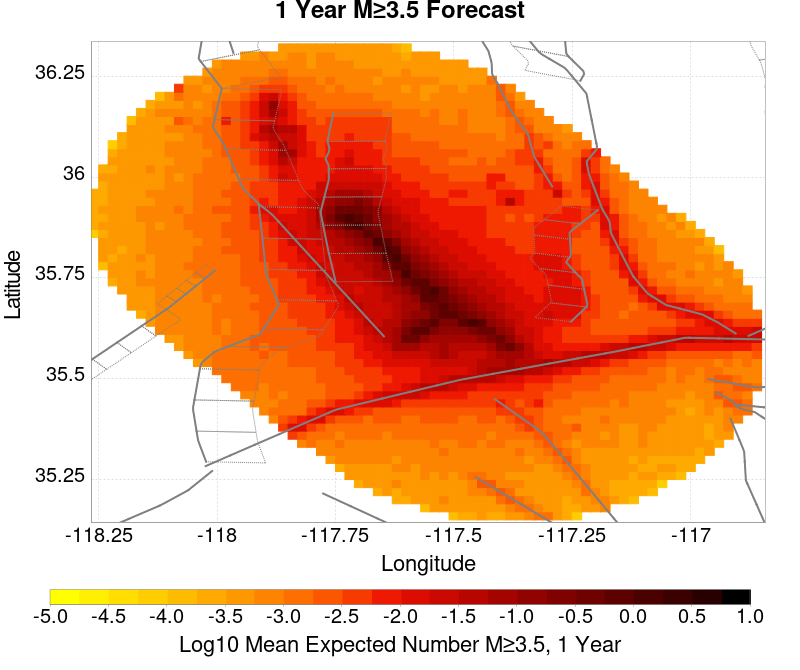 1 Year M≥3.5 Forecast
36.25
36
35.75
35.5
35.25
Latitude
-118.25 -118 -117.75 -117.5 -117.25 -117
Longitude
-5.0 -4.5 -4.0 -3.5 -3.0 -2.5 -2.0 -1.5 -1.0 -0.5 0.0 0.5 1.0
Log10 Mean Expected Number M≥3.5, 1 Year